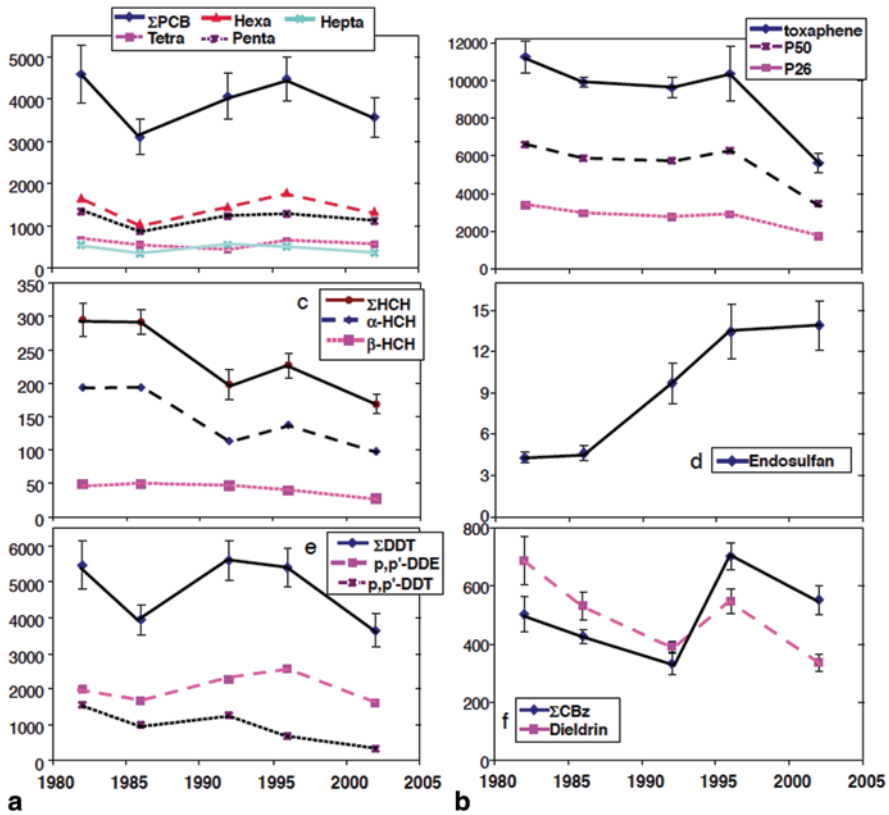 ΣPCB Hexa Hepta
Tetra Penta
5000
4000
3000
2000
1000
0
toxaphene
P50
P26
12000
10000
8000
6000
4000
2000
0
c
ΣHCH
α-HCH
β-HCH
350
300
250
200
150
100
50
0
d Endosulfan
15
12
9
6
3
0
e
ΣDDT
p,p'-DDE
p,p'-DDT
6000
5000
4000
3000
2000
1000
0
1980 1985 1990 1995 2000 2005
a
f
ΣCBz
Dieldrin
800
600
400
200
0
1980 1985 1990 1995 2000 2005
b